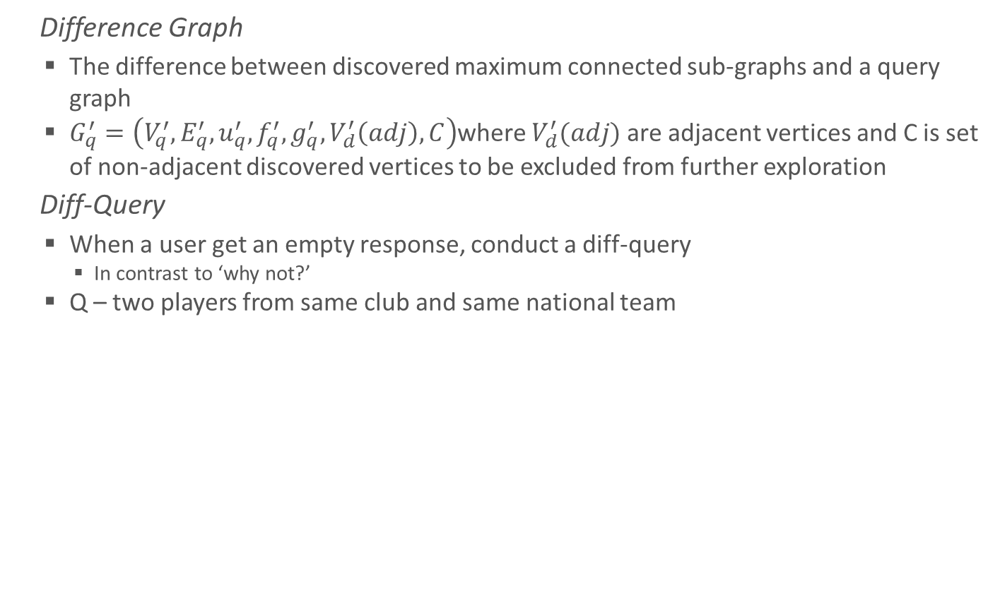 Difference Graph
▪ The difference between discovered maximum connected sub-graphs and a query
graph
▪ G′q = (V′q, E′q, u′q, f′q, g′q, V′d(adj), C)where V′d(adj) are adjacent vertices and C is set
of non-adjacent discovered vertices to be excluded from further exploration
Diff-Query
▪ When a user get an empty response, conduct a diff-query
▪ In contrast to ‘why not?’
▪ Q – two players from same club and same national team